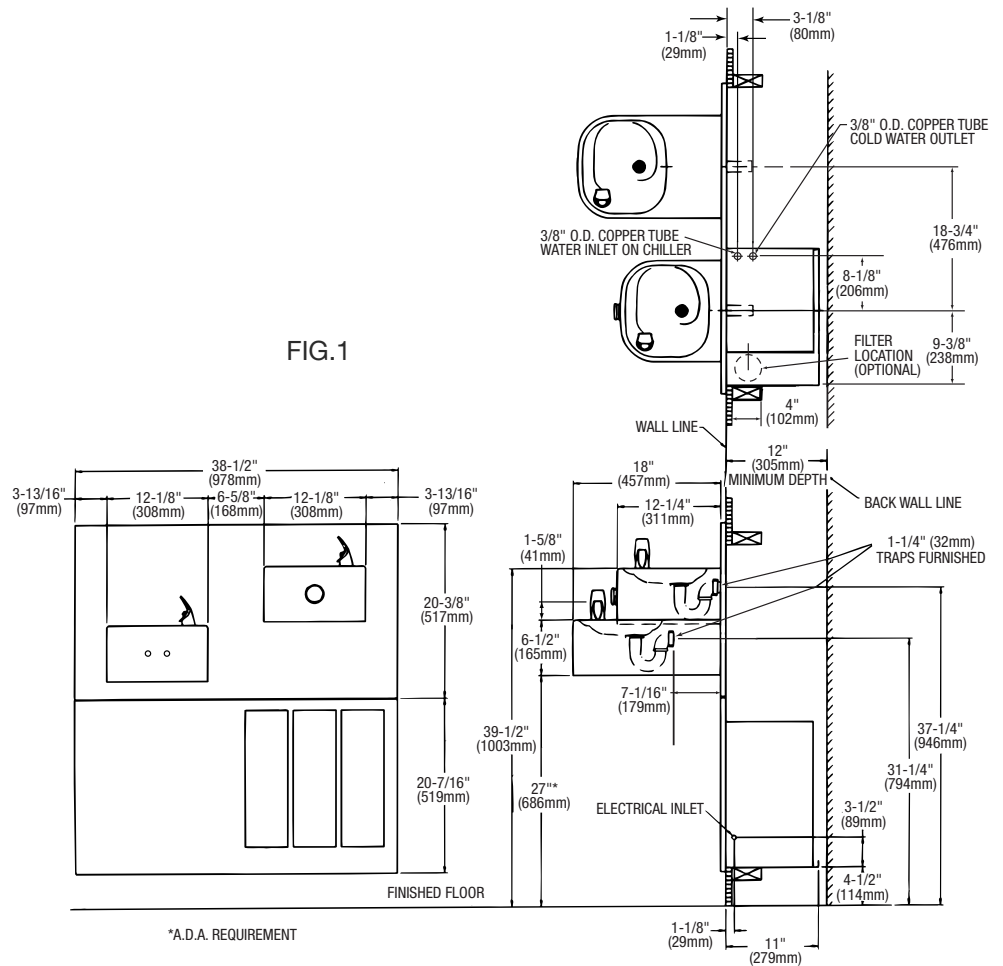 3-1/8"
(80mm)
1-1/8"
(29mm)
3/8" O.D. COPPER TUBE
COLD WATER OUTLET
18-3/4"
(476mm)
3/8" O.D. COPPER TUBE
WATER INLET ON CHILLER
8-1/8"
(206mm)
FIG.1
FILTER
LOCATION
(OPTIONAL)
9-3/8"
(238mm)
4"
(102mm)
WALL LINE
12"
(305mm)
MINIMUM DEPTH
BACK WALL LINE
38-1/2"
(978mm)
3-13/16"
(97mm)
12-1/8"
(308mm)
6-5/8"
(168mm)
12-1/8"
(308mm)
3-13/16"
(97mm)
18"
(457mm)
12-1/4"
(311mm)
1-5/8"
(41mm)
1-1/4" (32mm)
TRAPS FURNISHED
20-3/8"
(517mm)
6-1/2"
(165mm)
7-1/16"
(179mm)
39-1/2"
(1003mm)
37-1/4"
(946mm)
31-1/4"
(794mm)
20-7/16"
(519mm)
27"*
(686mm)
ELECTRICAL INLET
3-1/2"
(89mm)
4-1/2"
(114mm)
FINISHED FLOOR
*A.D.A. REQUIREMENT
1-1/8"
(29mm)
11"
(279mm)